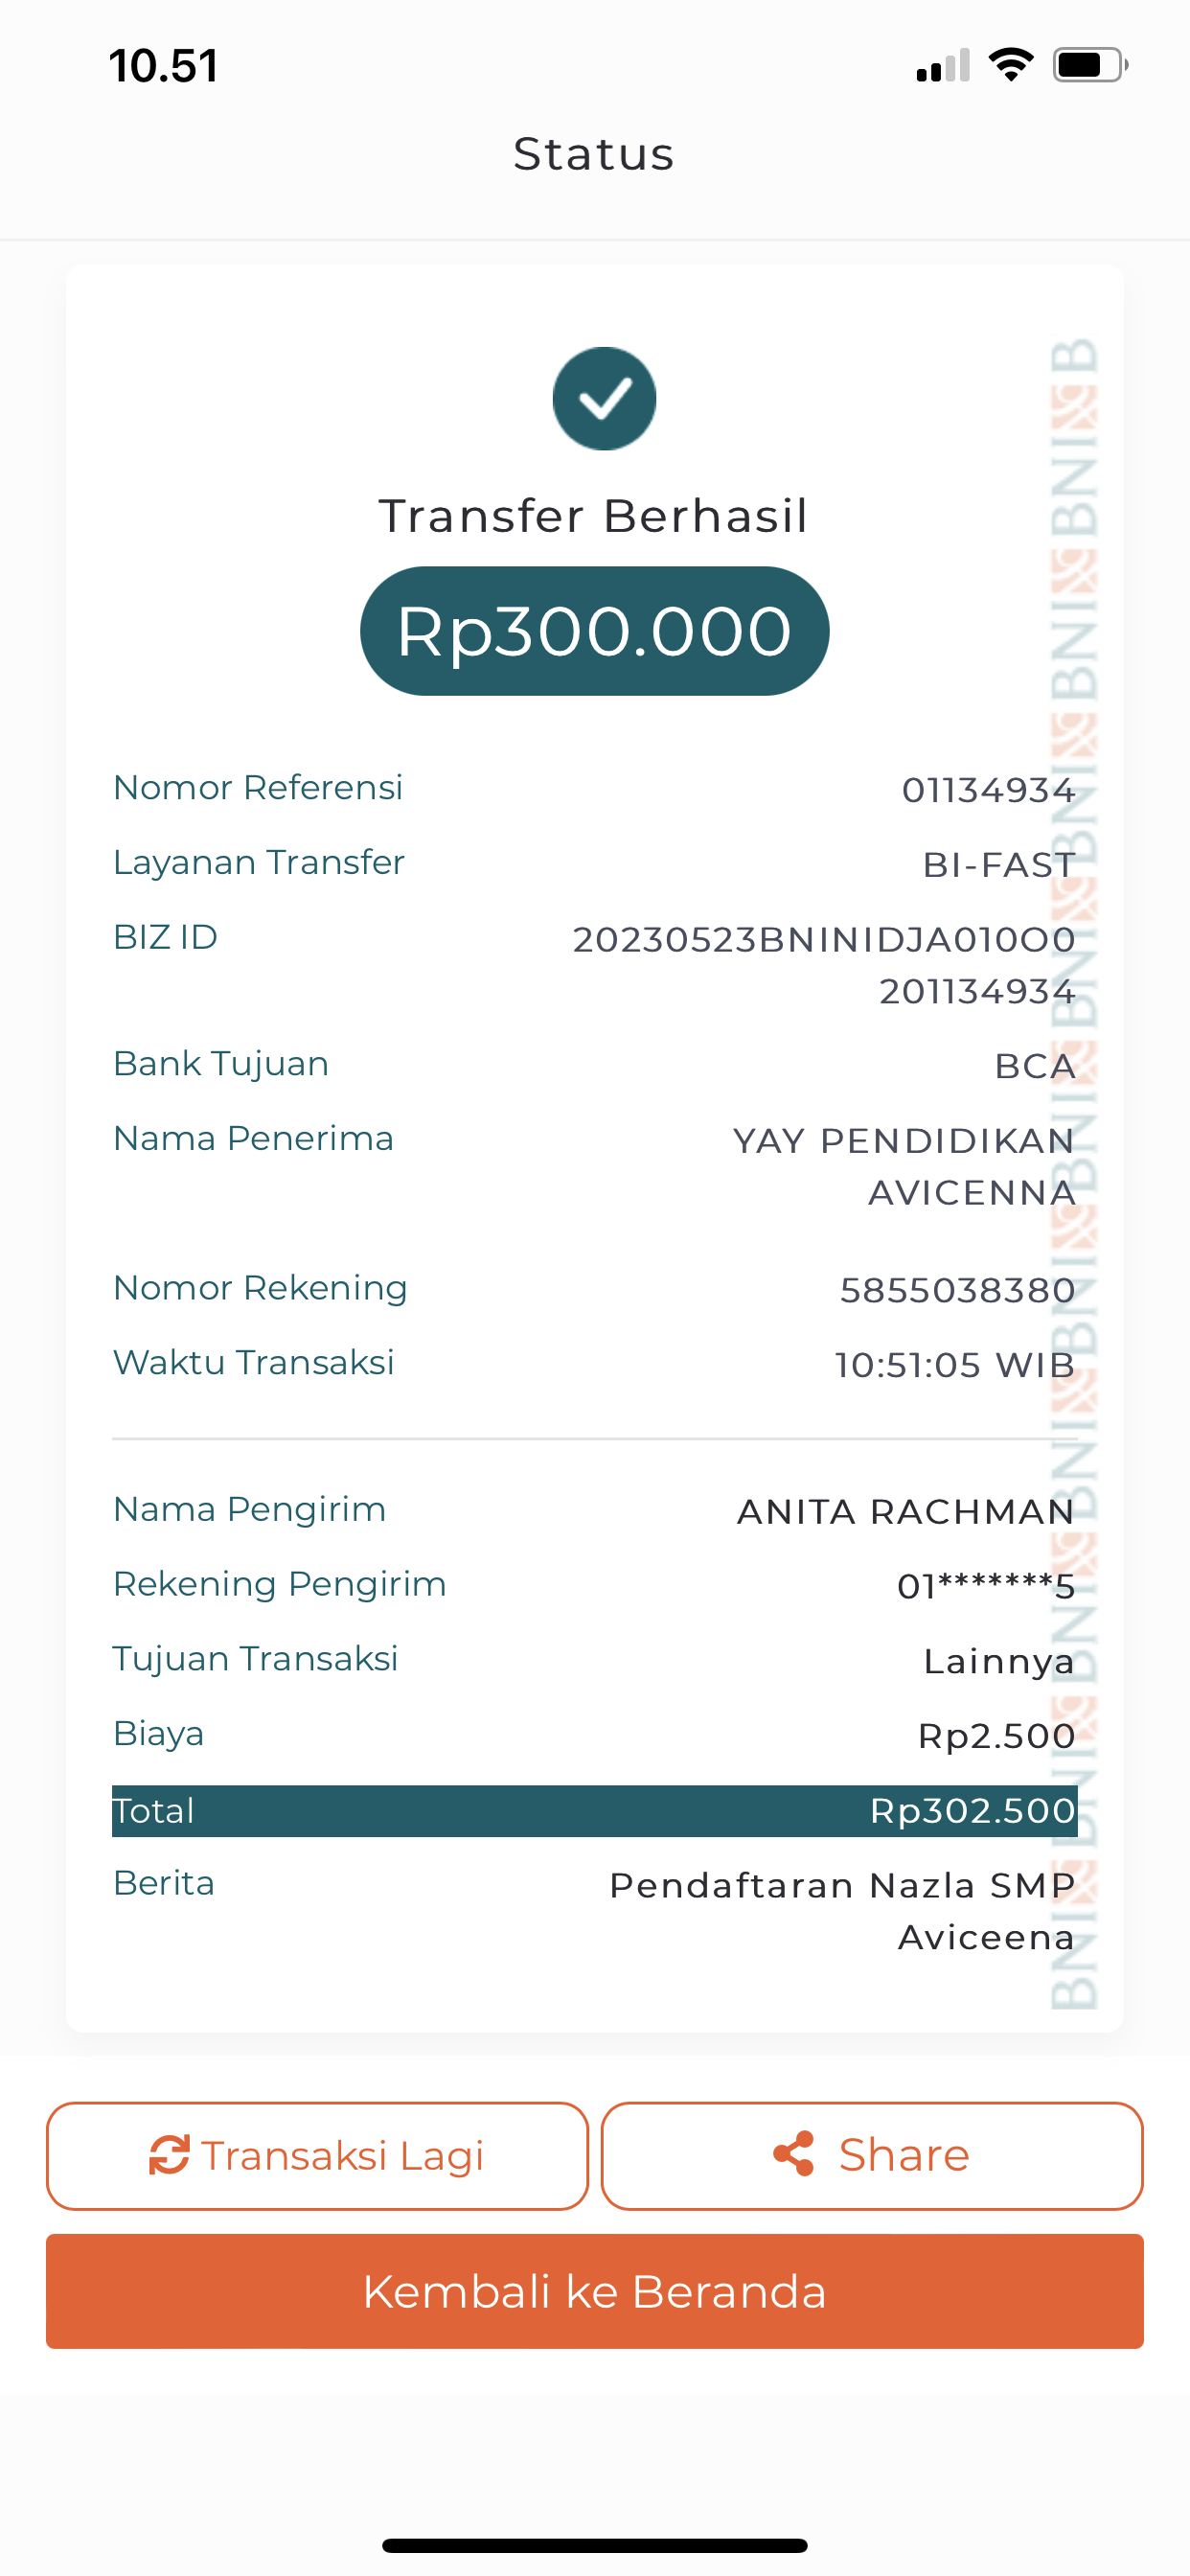 10.51
Status
Transfer Berhasil
Rp300.000
Nomor Referensi 01134934
Layanan Transfer BI-FAST
BIZ ID 20230523BNINIDJA010O0
201134934
Bank Tujuan BCA
Nama Penerima YAY PENDIDIKAN
AVICENNA
Nomor Rekening 5855038380
Waktu Transaksi 10:51:05 WIB
Nama Pengirim ANITA RACHMAN
Rekening Pengirim 01*******5
Tujuan Transaksi Lainnya
Biaya Rp2.500
Total Rp302.500
Berita Pendaftaran Nazla SMP
Aviceena
BNI BNI BNI BNI BNI BNI BNI BNI BNI BNI B
Transaksi Lagi
Share
Kembali ke Beranda